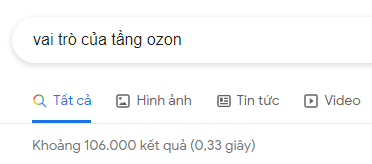 vai trò của tầng ozon
Tất cả Hình ảnh Tin tức Video
Khoảng 106.000 kết quả (0,33 giây)